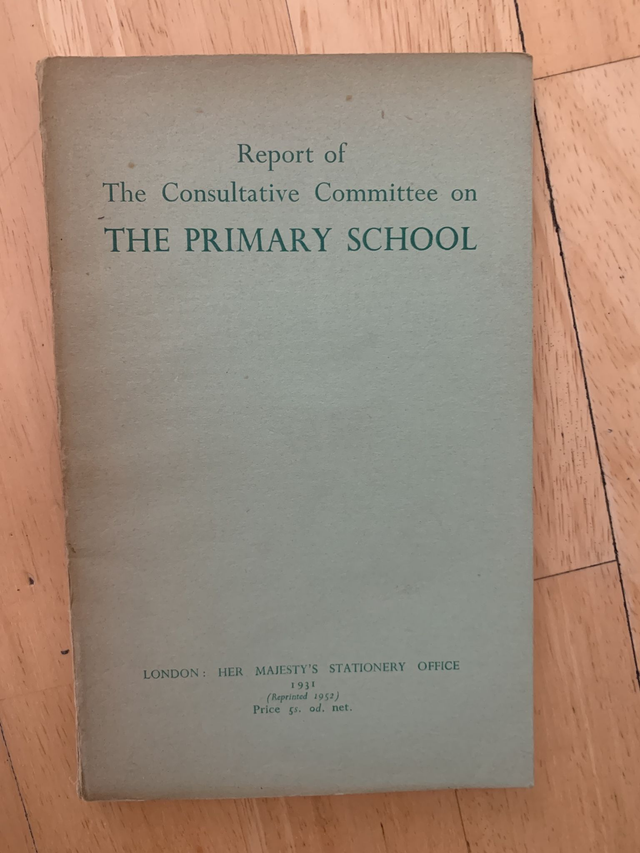 Report of
The Consultative Committee on
THE PRIMARY SCHOOL
LONDON: HER MAJESTY'S STATIONERY OFFICE
1931
(Reprinted 1952)
Price 5s. 0d. net.